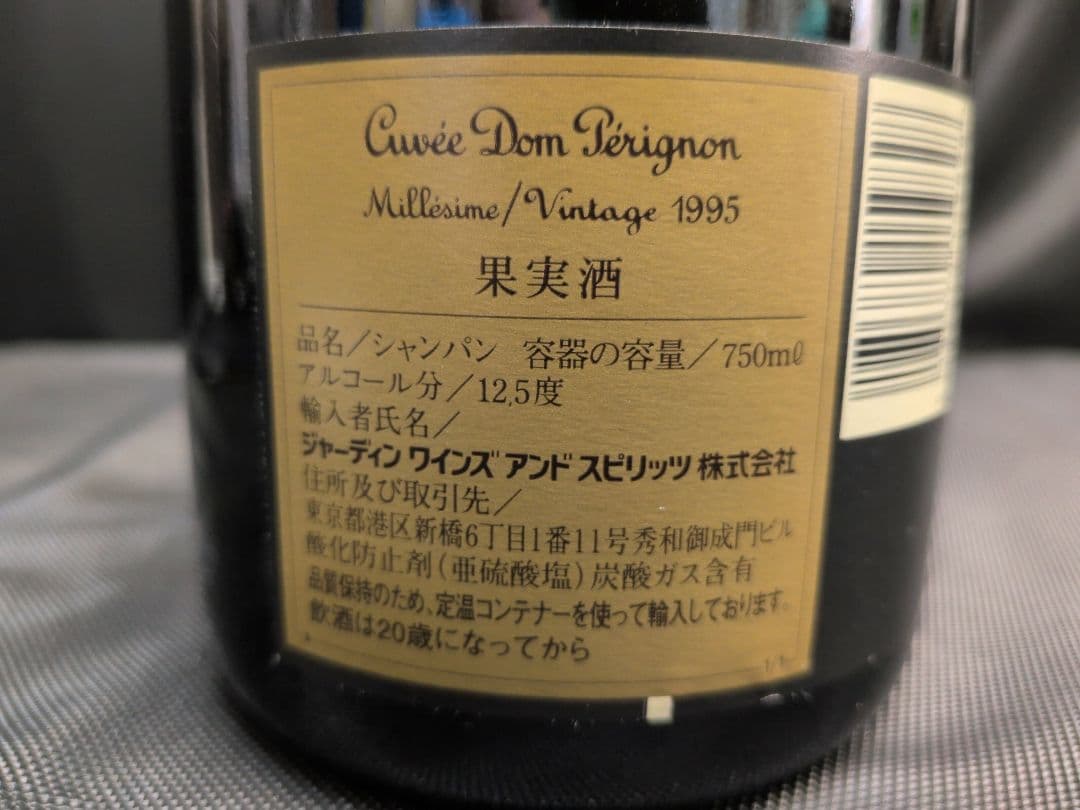 Cuvée Dom Pérignon
Millésime/Vintage 1995
果実酒
品名/シャンパン 容器の容量/750mℓ
アルコール分/12,5度
輸入者氏名/
ジャーディン ワインズ アンド スピリッツ 株式会社
住所及び取引先/
東京都港区新橋6丁目1番11号秀和御成門ビル
酸化防止剤(亜硫酸塩)炭酸ガス含有
品質保持のため、定温コンテナーを使って輸入しております。
飲酒は20歳になってから